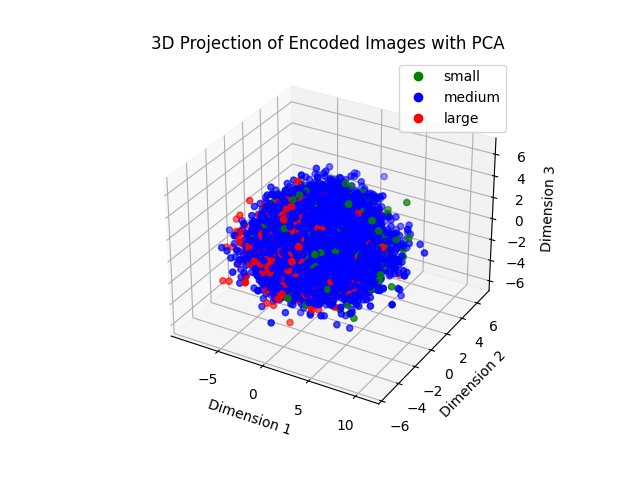 3D Projection of Encoded Images with PCA
small
medium
large
6
4
2
0
−2
−4
−6
Dimension 3
−5
0
5
10
Dimension 1
−6
−4
−2
0
2
4
6
Dimension 2